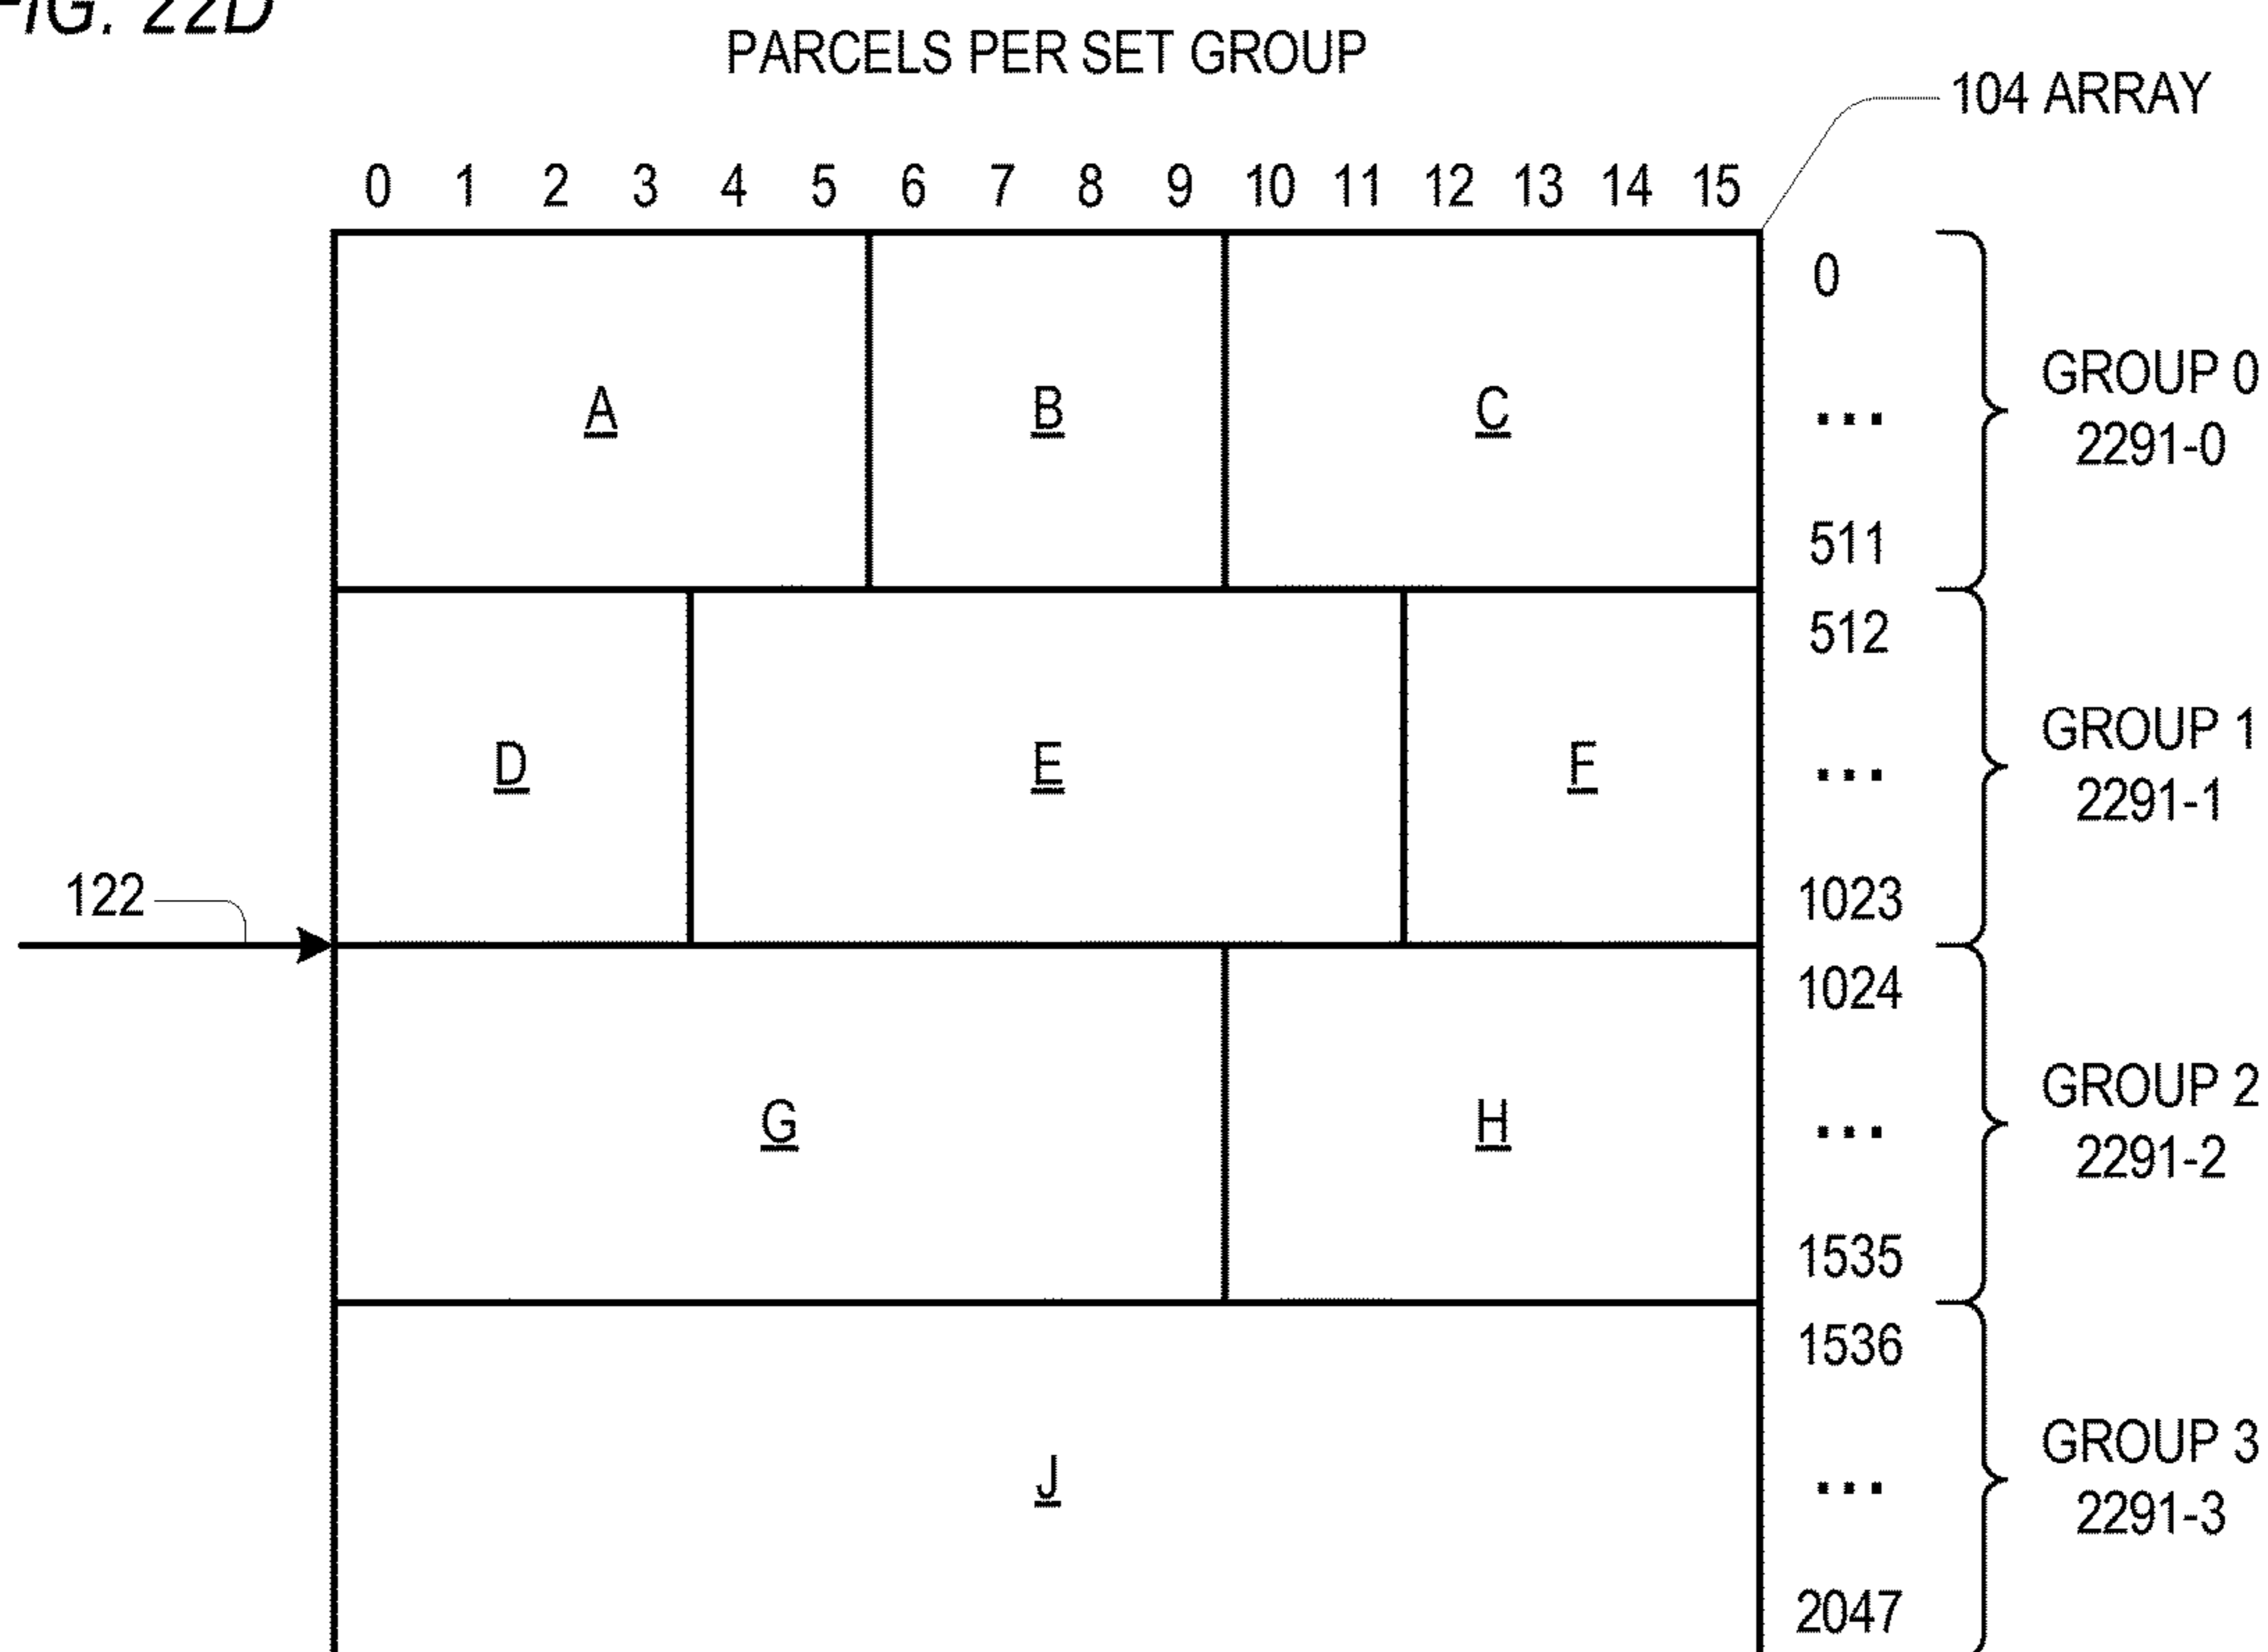 FIG. 22D
PARCELS PER SET GROUP
104 ARRAY
0 1 2 3 4 5 6 7 8 9 10 11 12 13 14 15
0
A B C
...
GROUP 0
2291-0
511
512
D E F
...
GROUP 1
2291-1
122
1023
1024
G H
...
GROUP 2
2291-2
1535
1536
J
...
GROUP 3
2291-3
2047